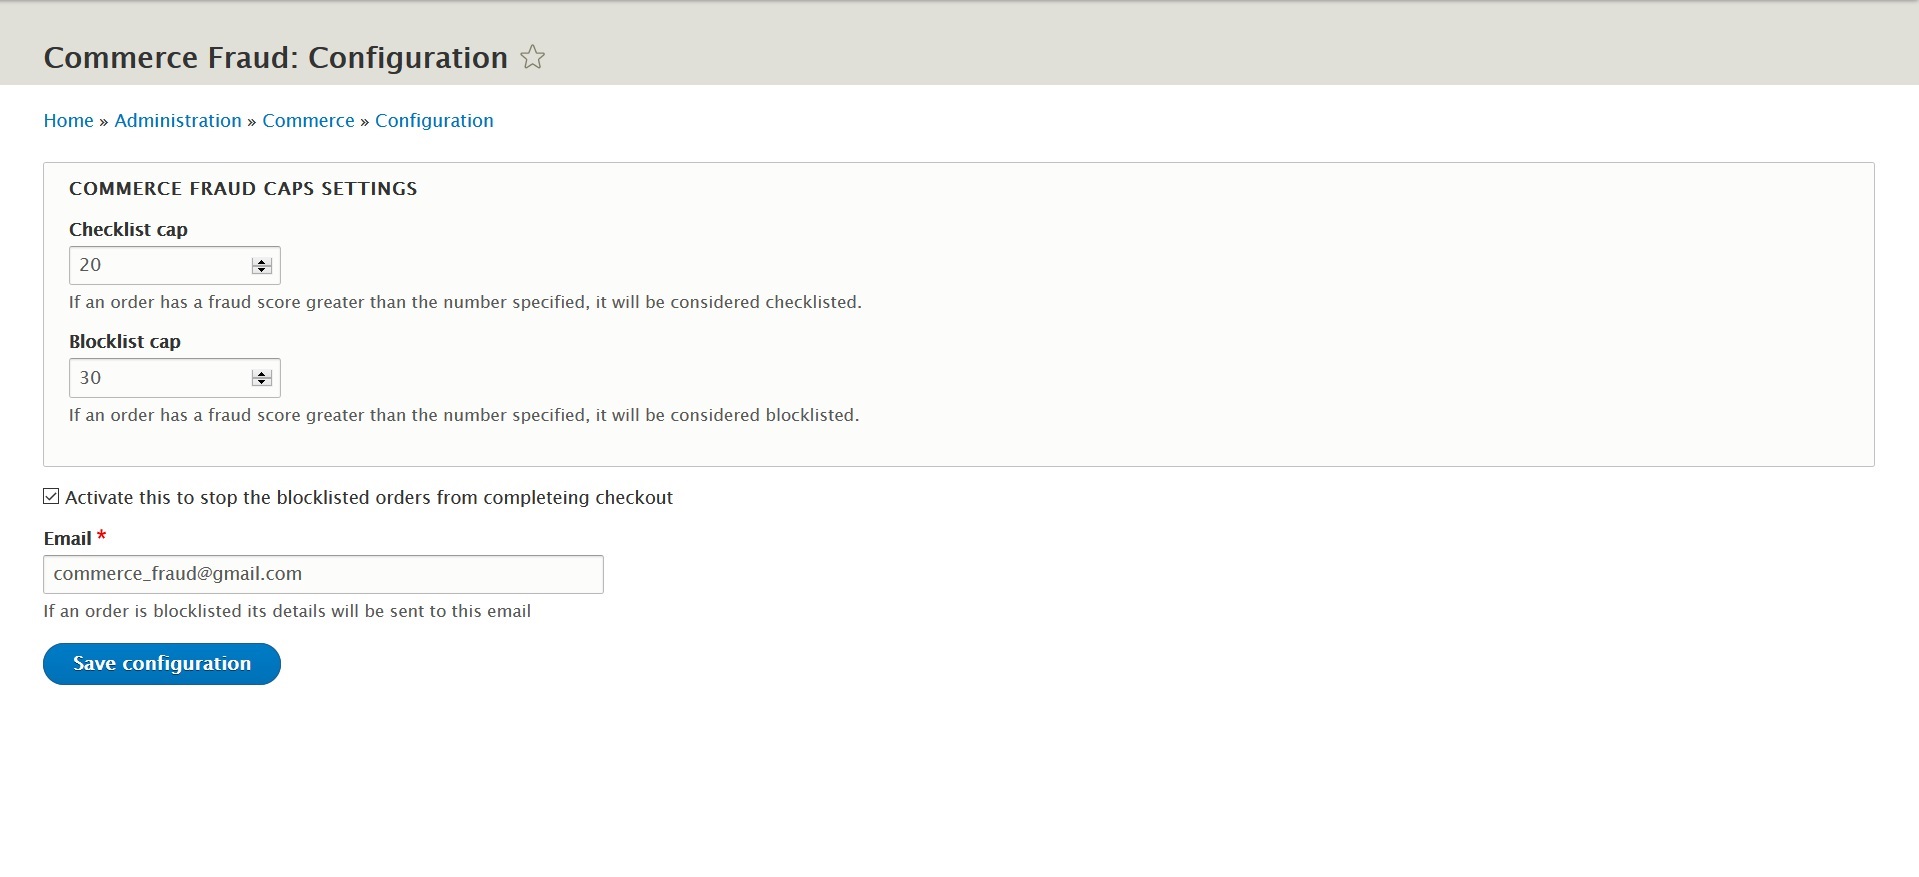 Commerce Fraud: Configuration
Home » Administration » Commerce » Configuration
COMMERCE FRAUD CAPS SETTINGS
Checklist cap
20
If an order has a fraud score greater than the number specified, it will be considered checklisted.
Blocklist cap
30
If an order has a fraud score greater than the number specified, it will be considered blocklisted.
Activate this to stop the blocklisted orders from completeing checkout
Email *
commerce_fraud@gmail.com
If an order is blocklisted its details will be sent to this email
Save configuration